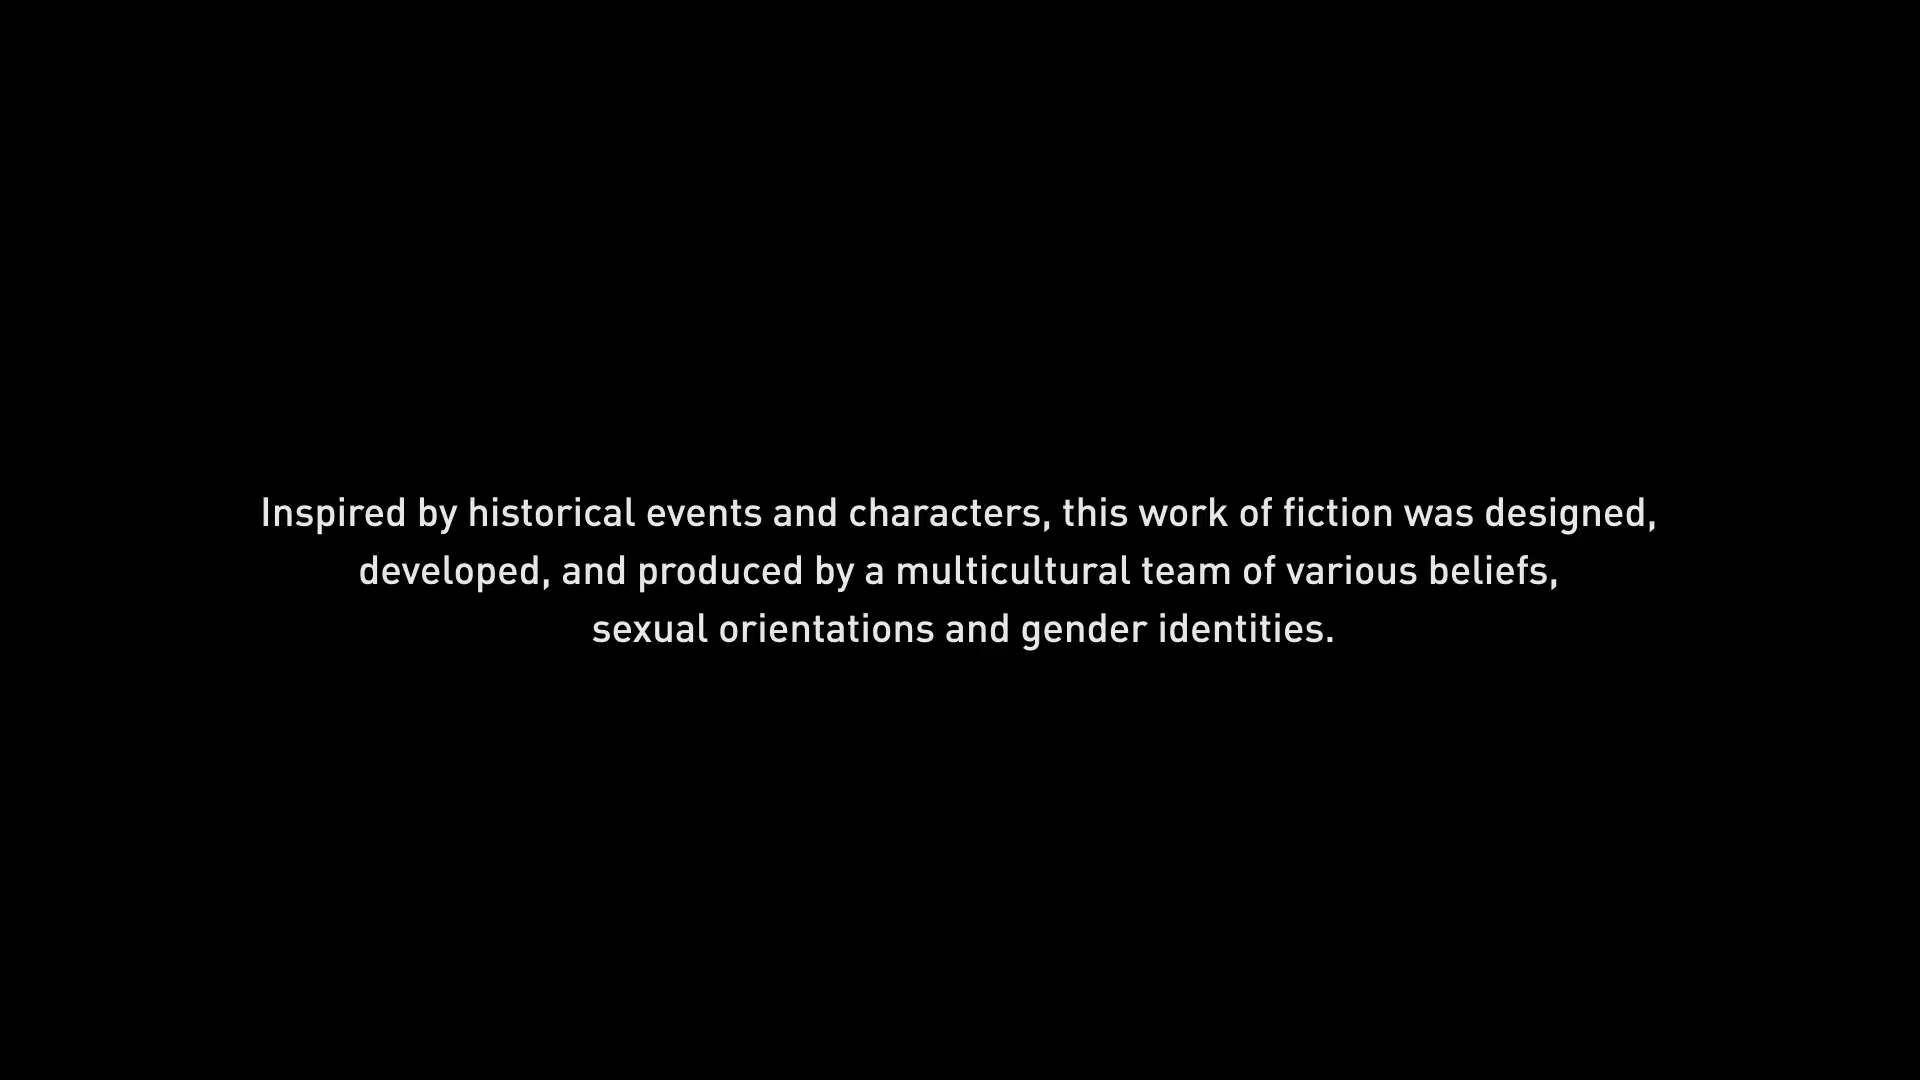 Inspired by historical events and characters, this work of fiction was designed,
developed, and produced by a multicultural team of various beliefs,
sexual orientations and gender identities.